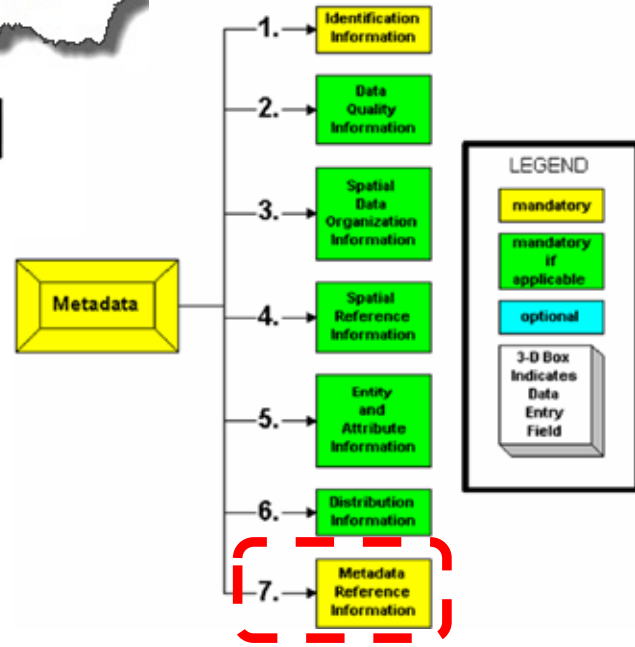 1.
Identification
Information
2.
Data
Quality
Information
3.
Spatial
Data
Organization
Information
Metadata
4.
Spatial
Reference
Information
5.
Entity
and
Attribute
Information
6.
Distribution
Information
7.
Metadata
Reference
Information
LEGEND
mandatory
mandatory
if
applicable
optional
3-D Box
Indicates
Data
Entry
Field